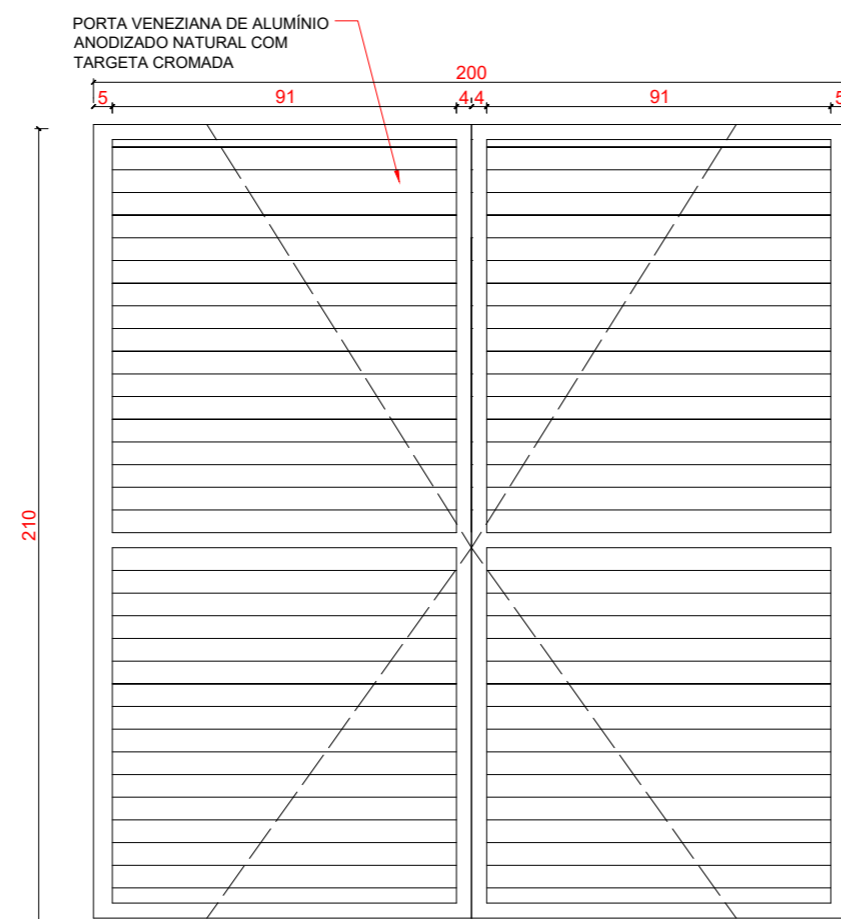 PORTA VENEZIANA DE ALUMÍNIO
ANODIZADO NATURAL COM
TARGETA CROMADA
200
5 91 4 4 91 5
210